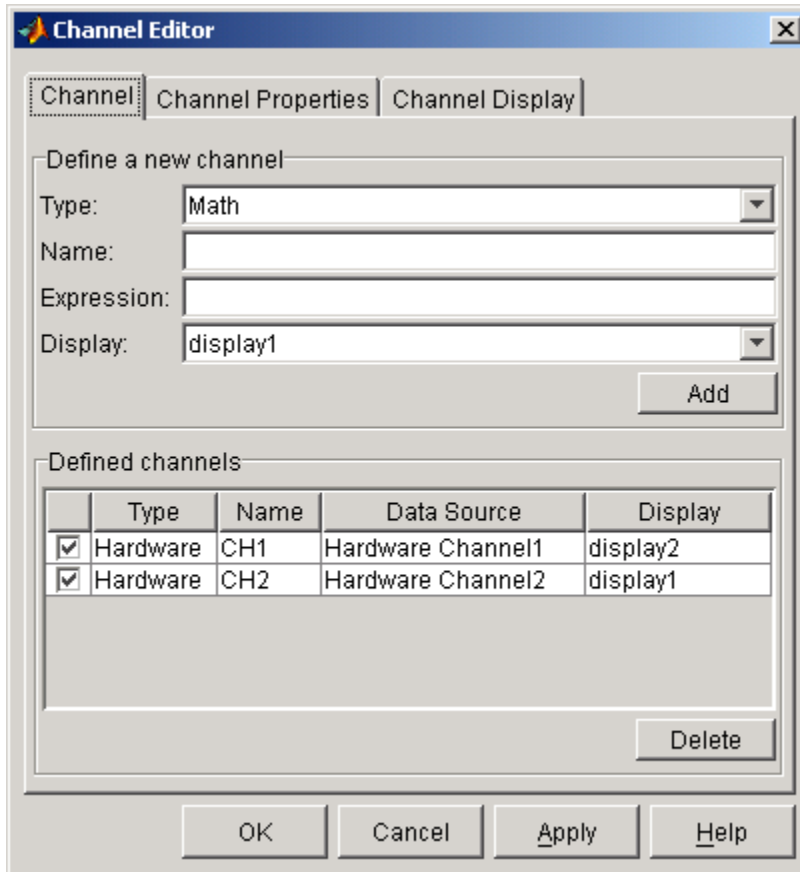 Channel Editor
Channel Channel Properties Channel Display
Define a new channel
Type: Math
Name:
Expression:
Display: display1
Add
Defined channels
Type Name Data Source Display
Hardware CH1 Hardware Channel1 display2
Hardware CH2 Hardware Channel2 display1
Delete
OK Cancel Apply Help